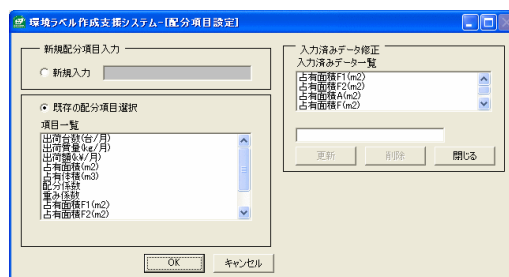 環境ラベル作成支援システム-[配分項目設定]
新規配分項目入力
新規入力
既存の配分項目選択
項目一覧
出荷台数(台/月)
出荷質量(kg/月)
出荷額(k¥/月)
占有面積(m2)
占有体積(m3)
配分係数
重み係数
占有面積F1(m2)
占有面積F2(m2)
OK
キャンセル
入力済みデータ修正
入力済みデータ一覧
占有面積F1(m2)
占有面積F2(m2)
占有面積A(m2)
占有面積F(m2)
更新
削除
閉じる